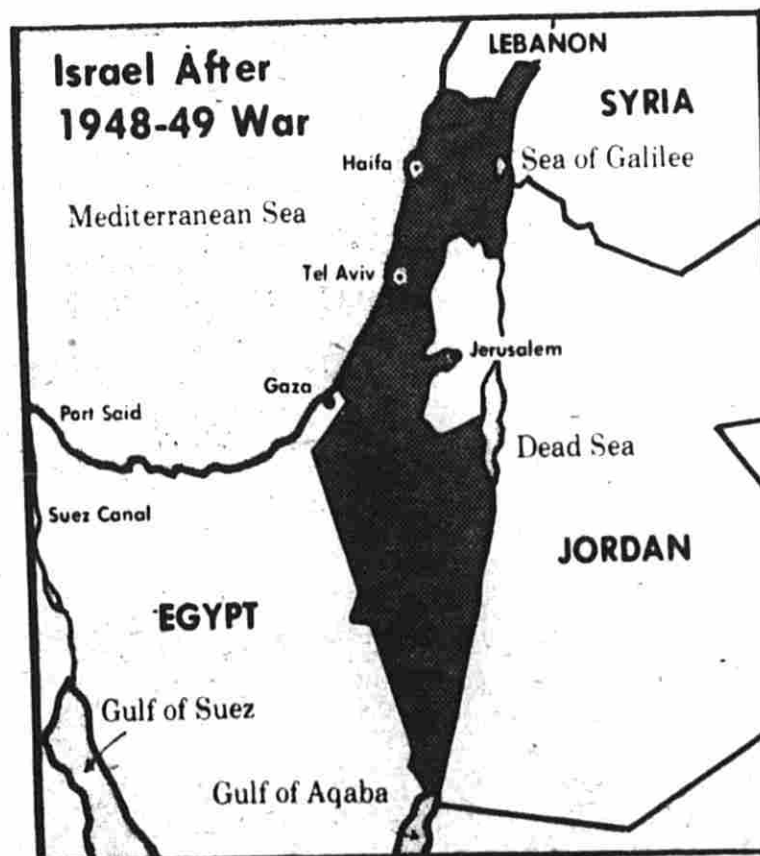 Israel After
1948-49 War
LEBANON
SYRIA
Haifa
Sea of Galilee
Mediterranean Sea
Tel Aviv
Jerusalem
Gaza
Port Said
Dead Sea
Suez Canal
JORDAN
EGYPT
Gulf of Suez
Gulf of Aqaba